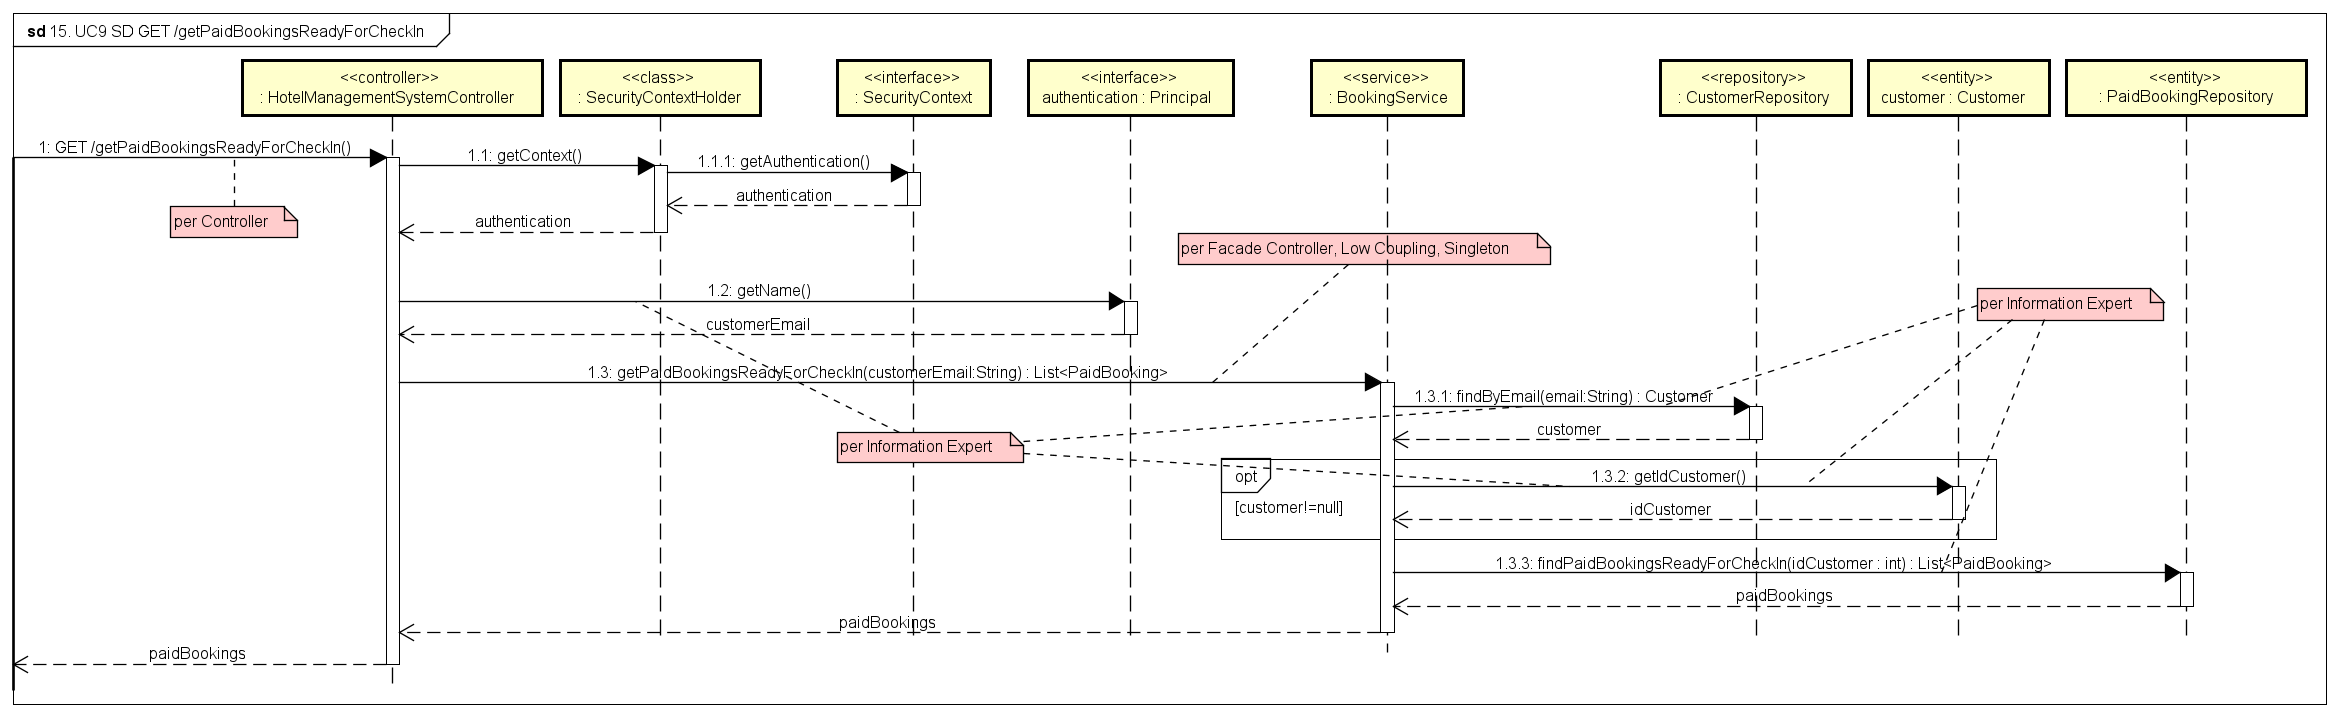 sd 15. UC9 SD GET /getPaidBookingsReadyForCheckIn
<<controller>>
: HotelManagementSystemController
<<class>>
: SecurityContextHolder
<<interface>>
: SecurityContext
<<interface>>
authentication : Principal
<<service>>
: BookingService
<<repository>>
: CustomerRepository
<<entity>>
customer : Customer
<<entity>>
: PaidBookingRepository
1: GET /getPaidBookingsReadyForCheckIn()
1.1: getContext()
1.1.1: getAuthentication()
authentication
authentication
per Controller
per Facade Controller, Low Coupling, Singleton
1.2: getName()
per Information Expert
customerEmail
1.3: getPaidBookingsReadyForCheckIn(customerEmail:String) : List<PaidBooking>
1.3.1: findByEmail(email:String) : Customer
customer
per Information Expert
opt
[customer!=null]
1.3.2: getIdCustomer()
idCustomer
1.3.3: findPaidBookingsReadyForCheckIn(idCustomer : int) : List<PaidBooking>
paidBookings
paidBookings
paidBookings